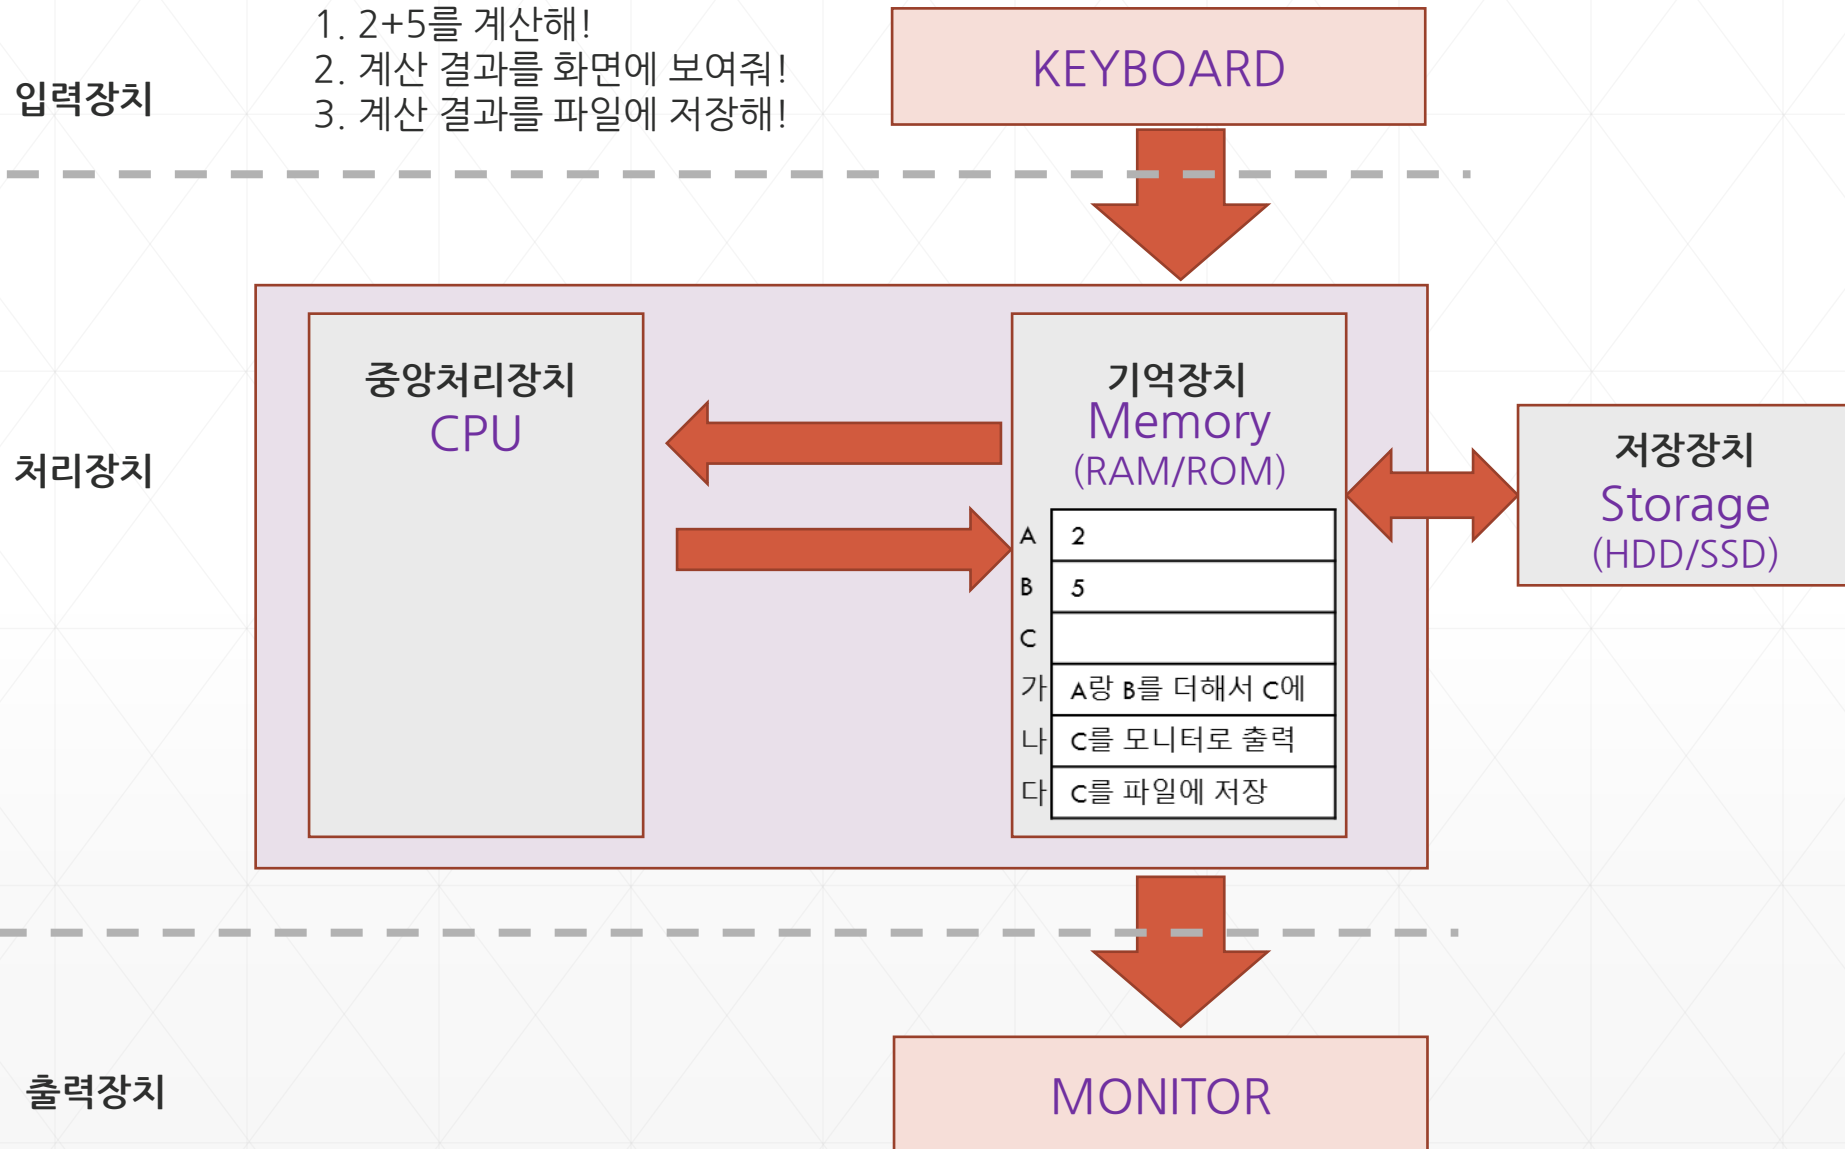 1. 2+5를 계산해!
2. 계산 결과를 화면에 보여줘!
3. 계산 결과를 파일에 저장해!
KEYBOARD
입력장치
중앙처리장치
CPU
기억장치
Memory
(RAM/ROM)
A 2
B 5
C
가 A랑 B를 더해서 C에
나 C를 모니터로 출력
다 C를 파일에 저장
저장장치
Storage
(HDD/SSD)
처리장치
출력장치
MONITOR